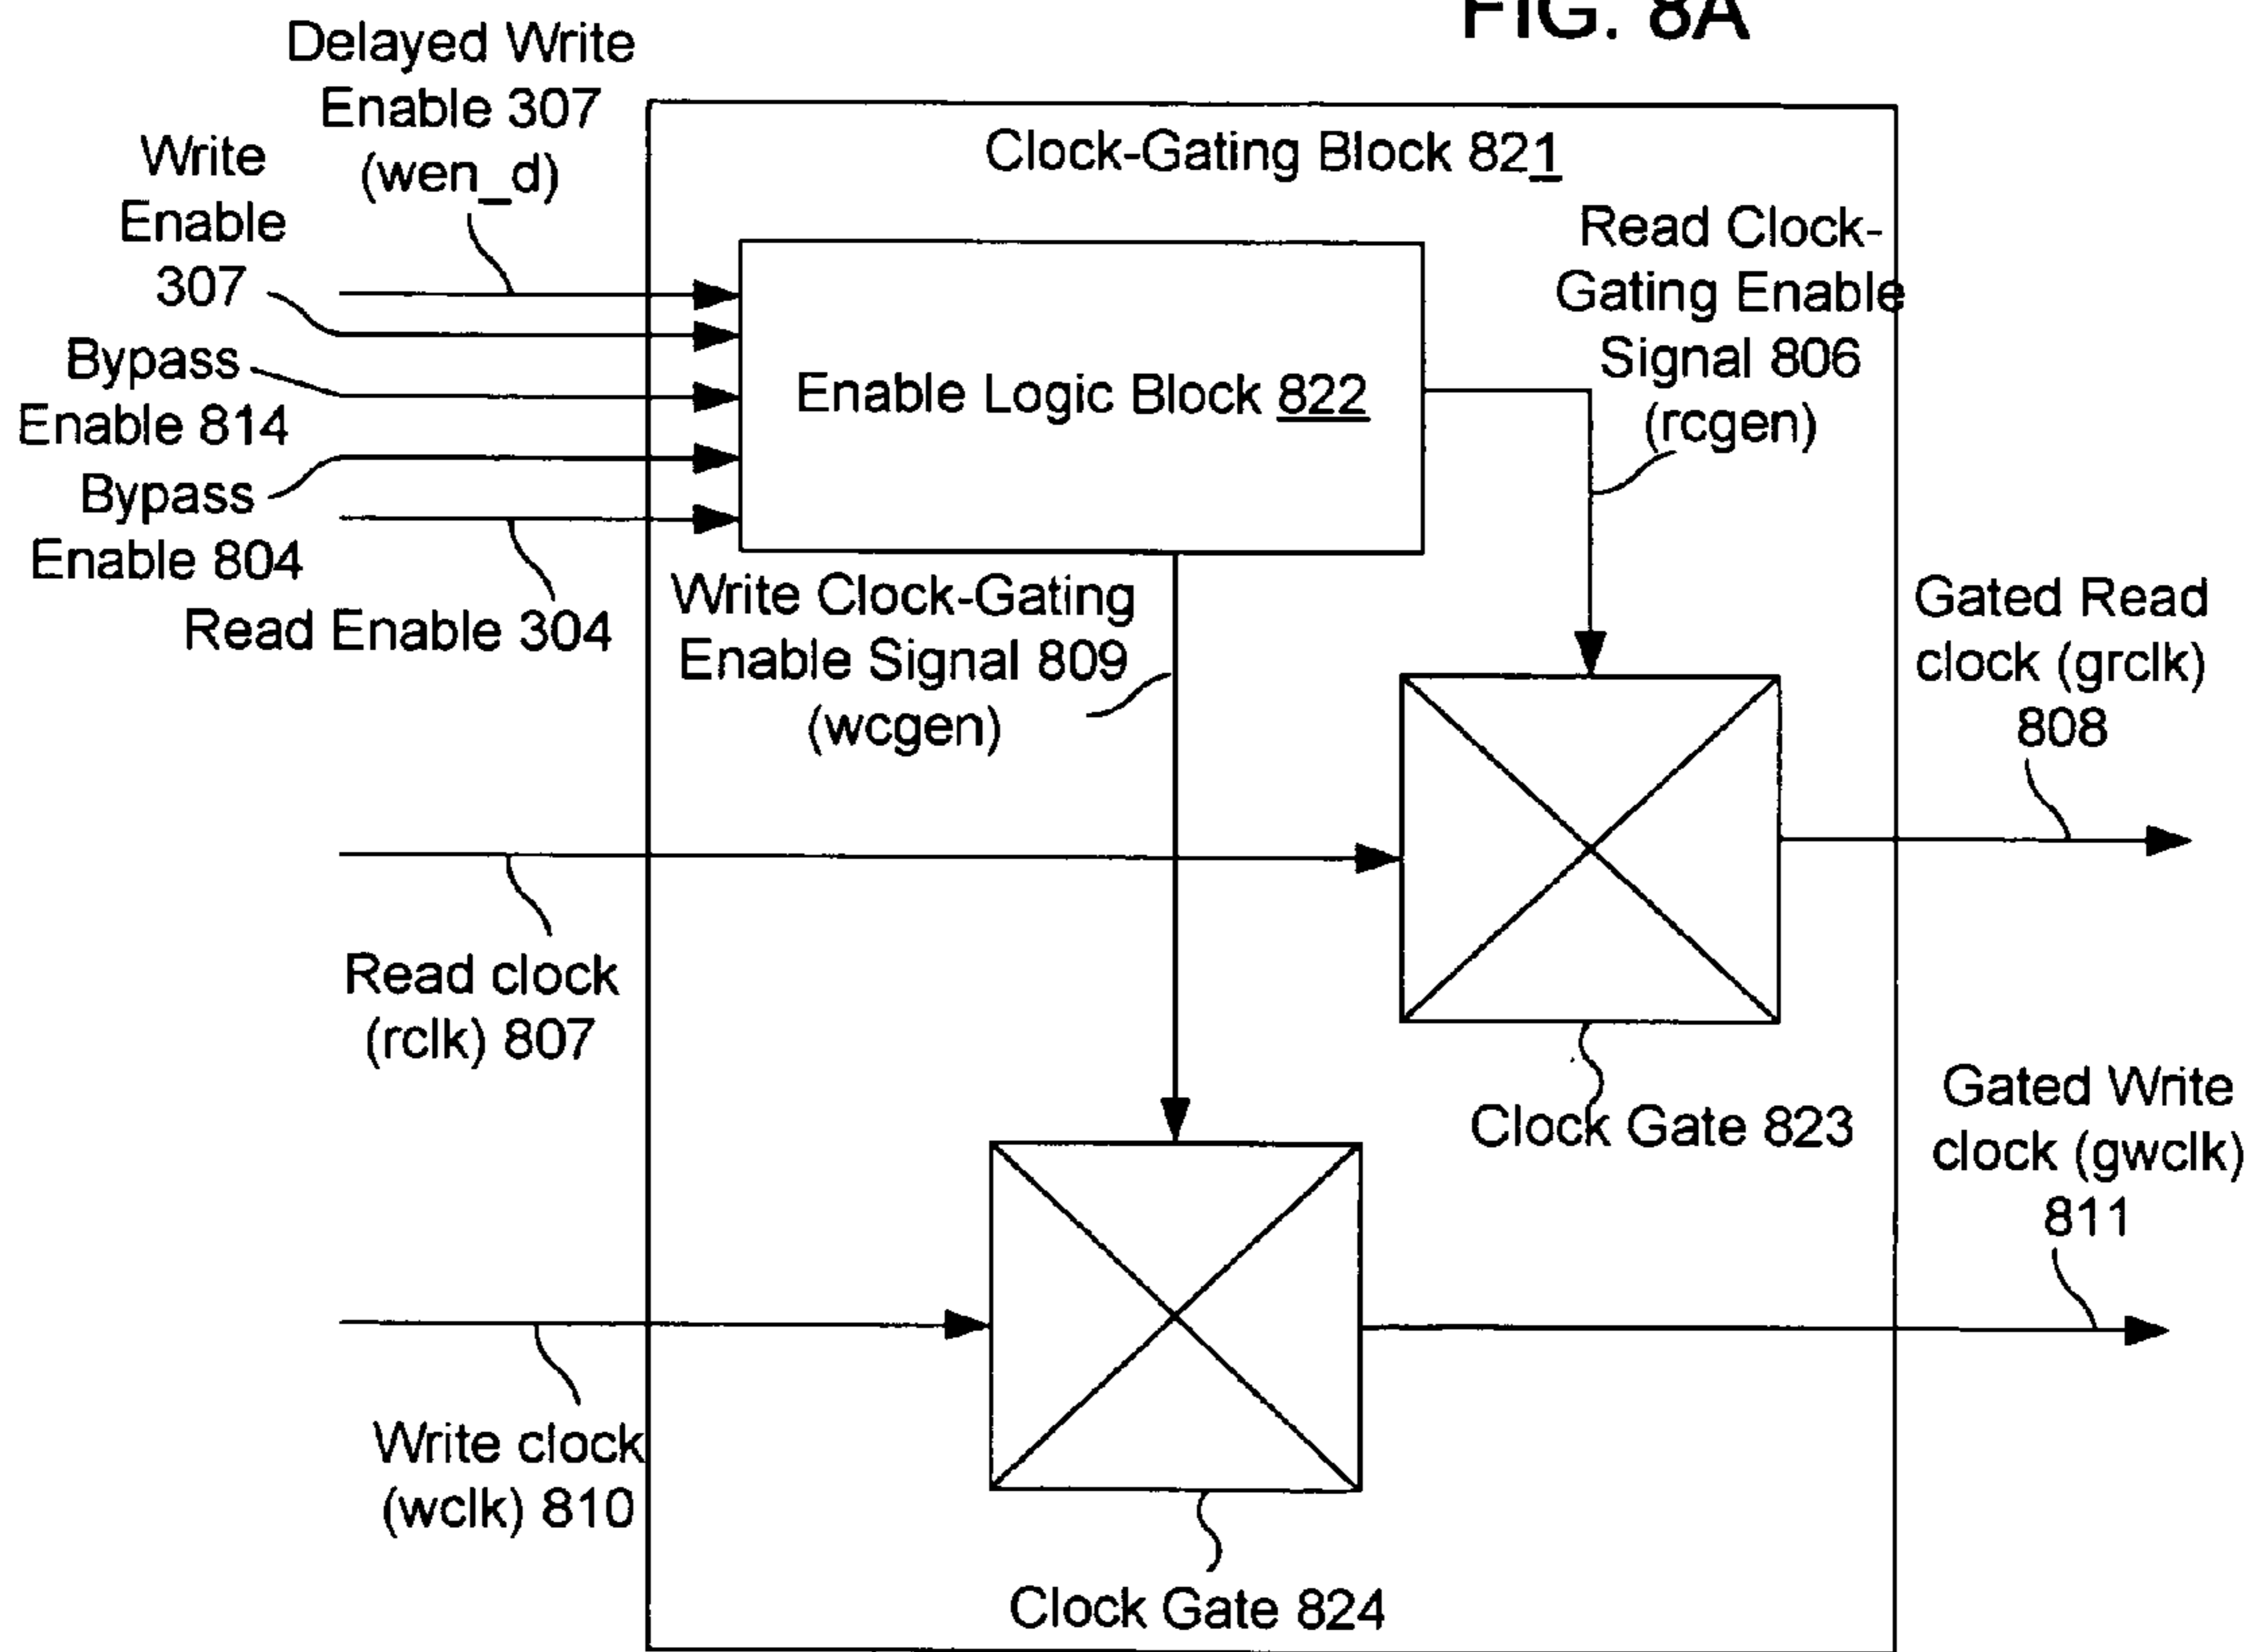 FIG. 8A
Delayed Write
Enable 307
(wen_d)
Write
Enable
307
Bypass
Enable 814
Bypass
Enable 804
Read Enable 304
Clock-Gating Block 821
Enable Logic Block 822
Read Clock-
Gating Enable
Signal 806
(rcgen)
Write Clock-Gating
Enable Signal 809
(wcgen)
Gated Read
clock (grclk)
808
Read clock
(rclk) 807
Clock Gate 823
Gated Write
clock (gwclk)
811
Write clock
(wclk) 810
Clock Gate 824